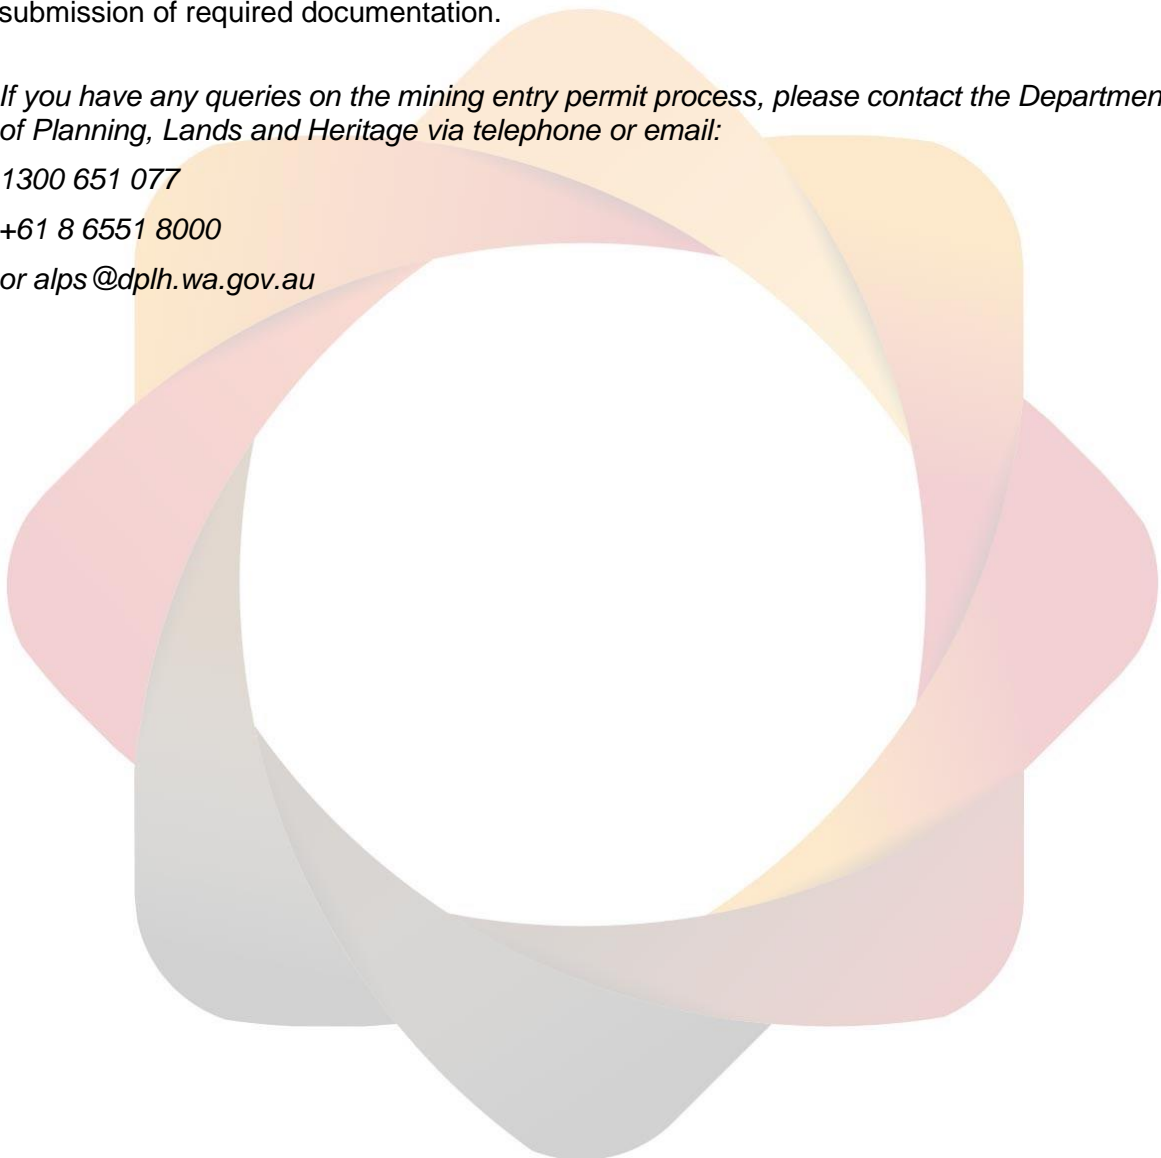 submission of required documentation.
If you have any queries on the mining entry permit process, please contact the Departmen
of Planning, Lands and Heritage via telephone or email:
1300 651 077
+61 8 6551 8000
or alps@dplh.wa.gov.au